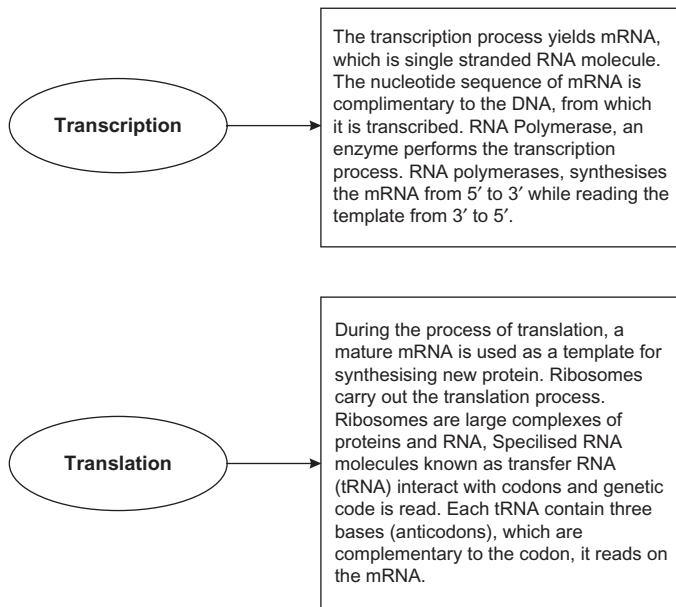 Transcription
The transcription process yields mRNA,
which is single stranded RNA molecule.
The nucleotide sequence of mRNA is
complimentary to the DNA, from which
it is transcribed. RNA Polymerase, an
enzyme performs the transcription
process. RNA polymerases, synthesises
the mRNA from 5′ to 3′ while reading the
template from 3′ to 5′.
Translation
During the process of translation, a
mature mRNA is used as a template for
synthesising new protein. Ribosomes
carry out the translation process.
Ribosomes are large complexes of
proteins and RNA, Specilised RNA
molecules known as transfer RNA
(tRNA) interact with codons and genetic
code is read. Each tRNA contain three
bases (anticodons), which are
complementary to the codon, it reads on
the mRNA.